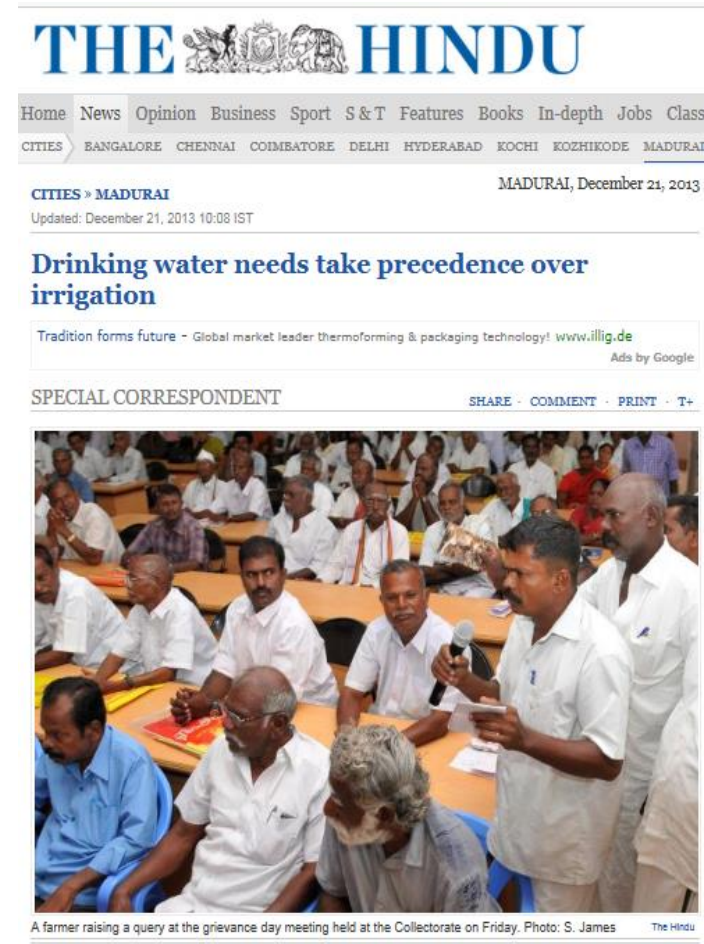 THE HINDU
Home News Opinion Business Sport S & T Features Books In-depth Jobs Class
CITIES BANGALORE CHENNAI COIMBATORE DELHI HYDERABAD KOCHI KOZHIKODE MADURAI
CITIES » MADURAI
MADURAI, December 21, 2013
Updated: December 21, 2013 10:08 IST
Drinking water needs take precedence over
irrigation
Tradition forms future - Global market leader thermoforming & packaging technology! www.illig.de
Ads by Google
SPECIAL CORRESPONDENT
SHARE · COMMENT · PRINT · T+
A farmer raising a query at the grievance day meeting held at the Collectorate on Friday. Photo: S. James
The Hindu